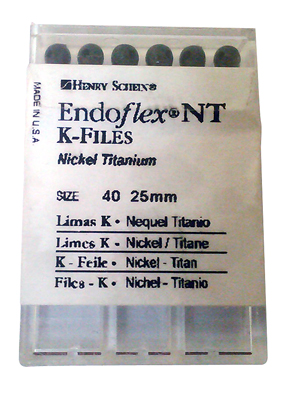 HENRY SCHEIN®
Endoflex® NT
K-FILES
Nickel Titanium
SIZE 40 25mm
Limas K • Nequel Titanio
Limes K • Nickel / Titane
K - Feile • Nickel - Titan
Files - K • Nichel - Titanio
MADE IN U.S.A